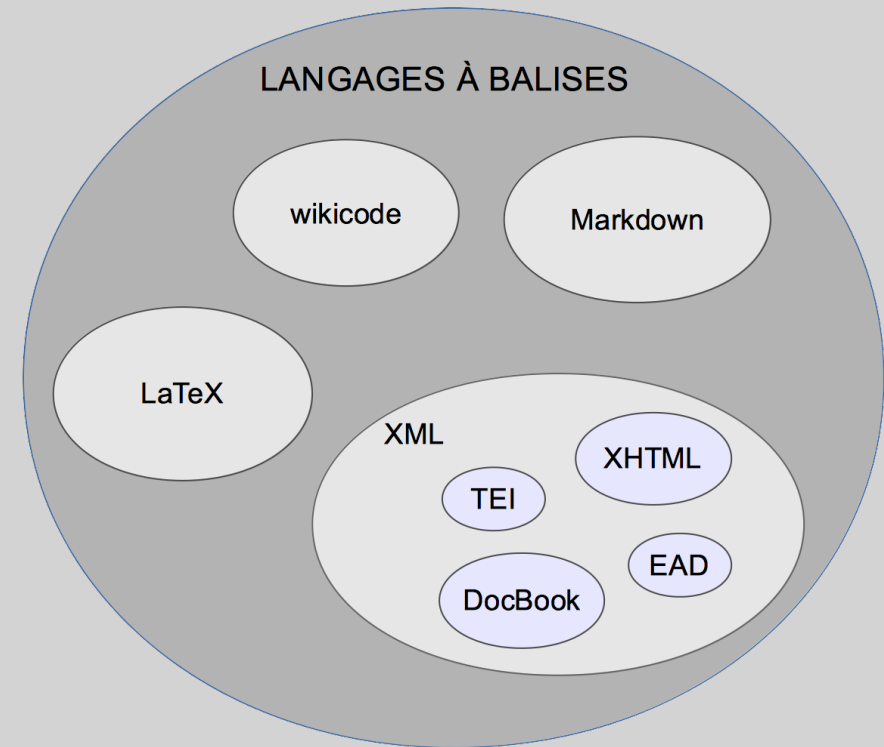 LANGAGES À BALISES
wikicode
Markdown
LaTeX
XML
XHTML
TEI
EAD
DocBook